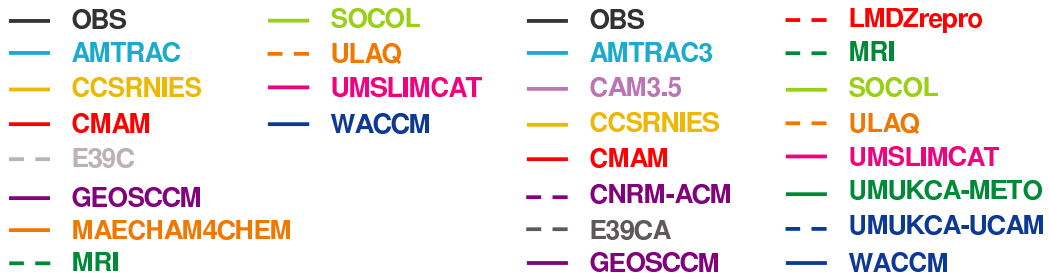 OBS
AMTRAC
CCSRNIES
CMAM
E39C
GEOSCCM
MAECHAM4CHEM
MRI
SOCOL
ULAQ
UMSLIMCAT
WACCM
OBS
AMTRAC3
CAM3.5
CCSRNIES
CMAM
CNRM-ACM
E39CA
GEOSCCM
LMDZrepro
MRI
SOCOL
ULAQ
UMSLIMCAT
UMUKCA-METO
UMUKCA-UCAM
WACCM